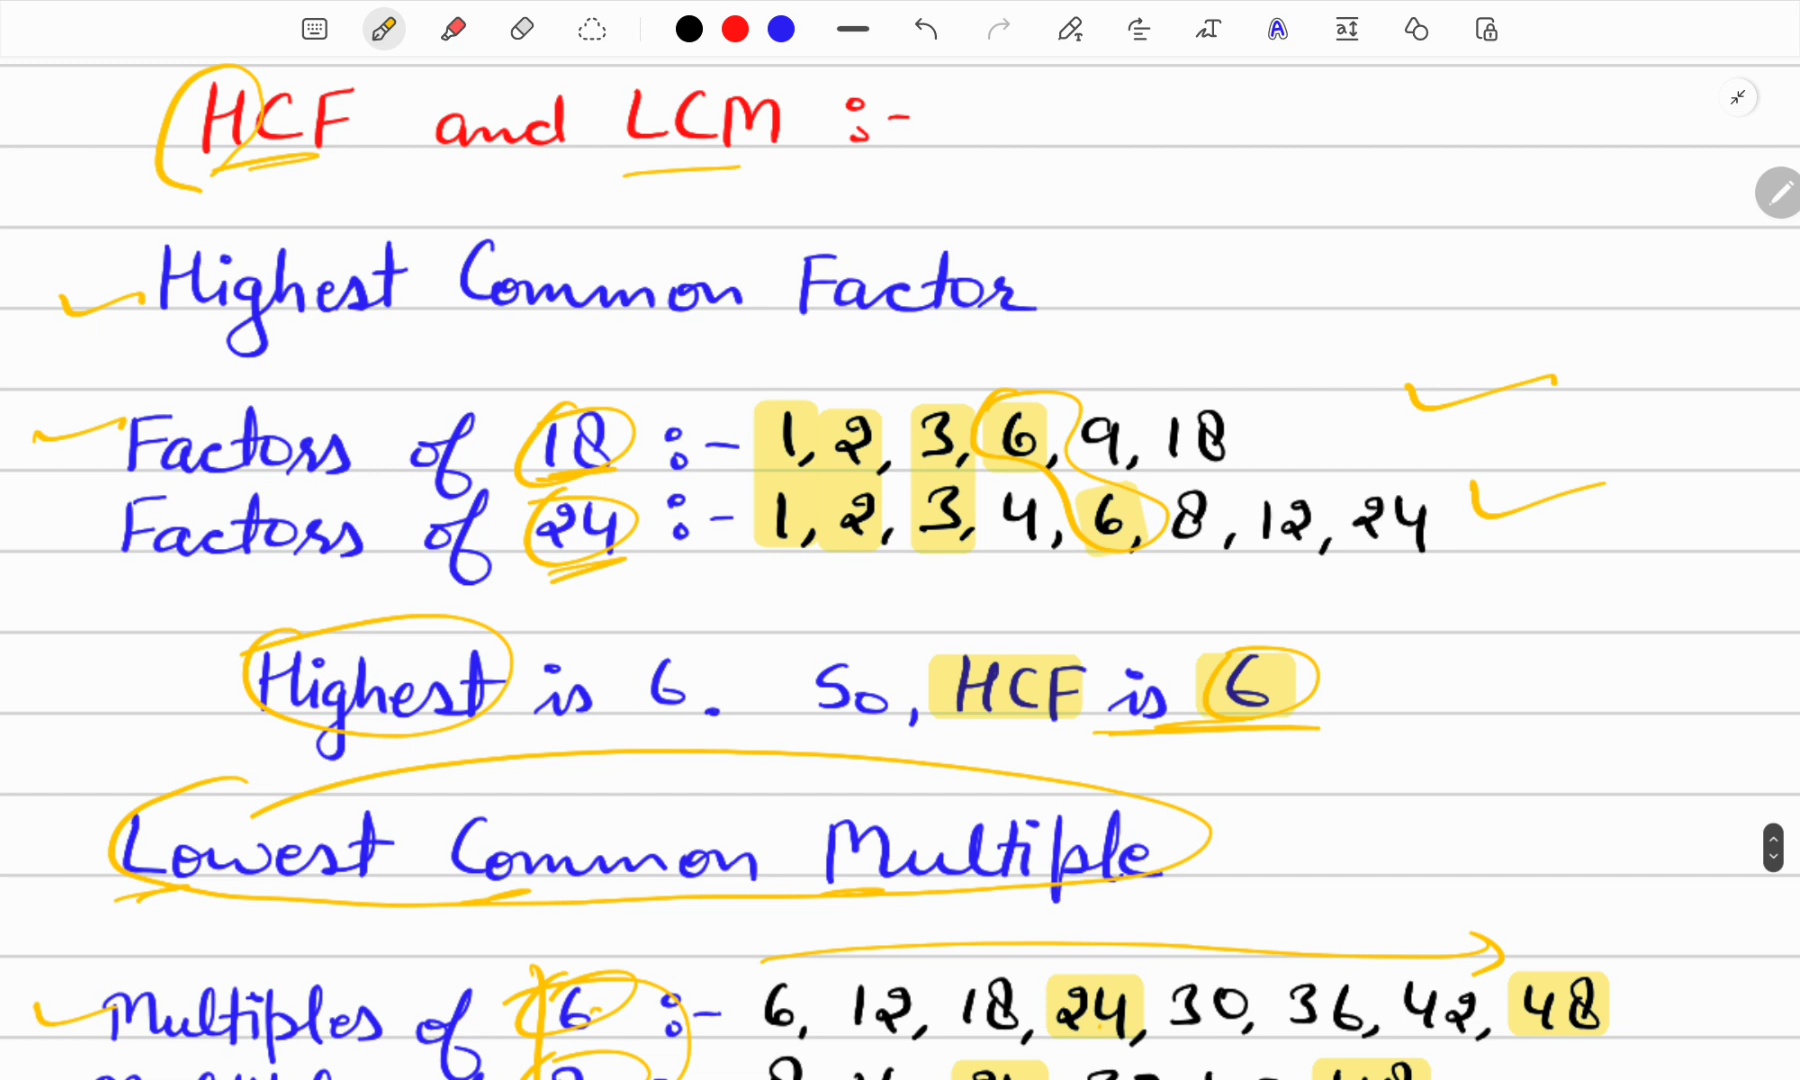 HCF and LCM :-
Highest Common Factor
Factors of 18 :- 1, 2, 3, 6, 9, 18
Factors of 24 :- 1, 2, 3, 4, 6, 8, 12, 24
Highest is 6. So, HCF is 6
Lowest Common Multiple
Multiples of 6 :- 6, 12, 18, 24, 30, 36, 42, 48